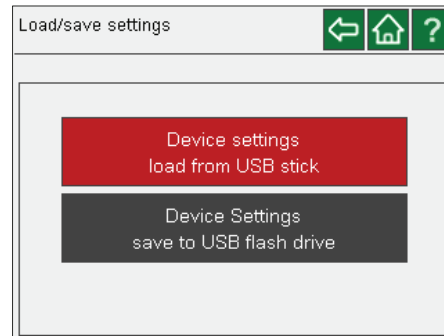 Load/save settings
?
Device settings
load from USB stick
Device Settings
save to USB flash drive